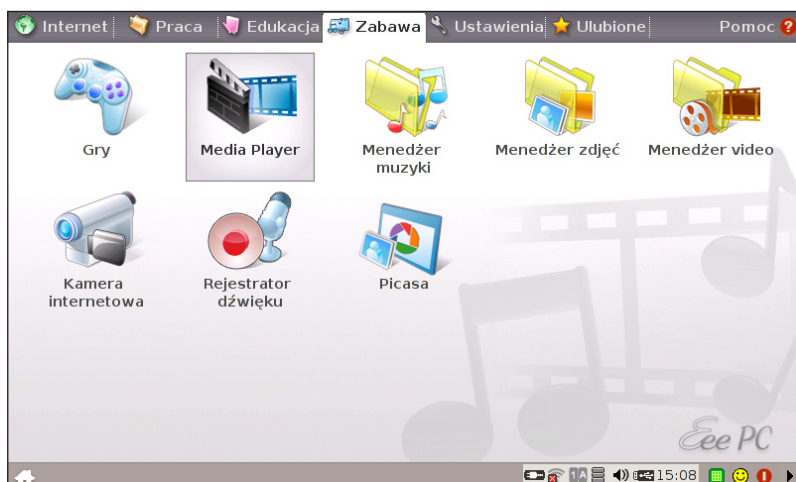 Internet Praca Edukacja Zabawa Ustawienia Ulubione Pomoc ?
Gry Media Player Menedżer muzyki Menedżer zdjęć Menedżer video
Kamera internetowa Rejestrator dźwięku Picasa
Eee PC
1 A 15:08